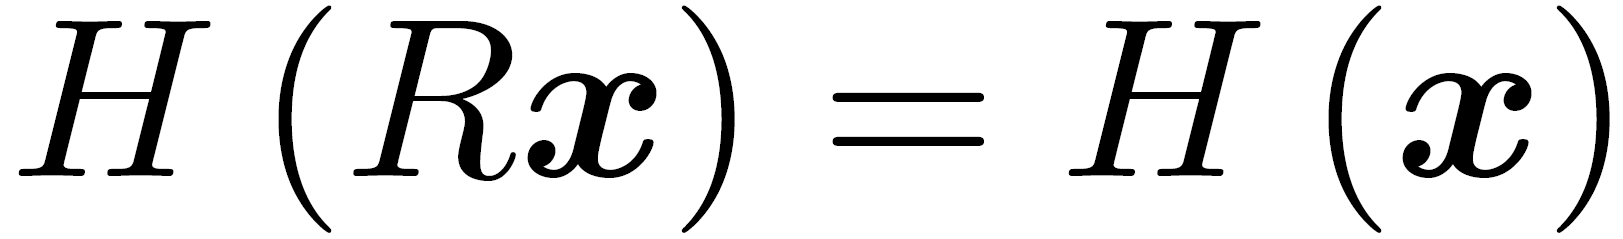 H (R𝒙) = H (𝒙)